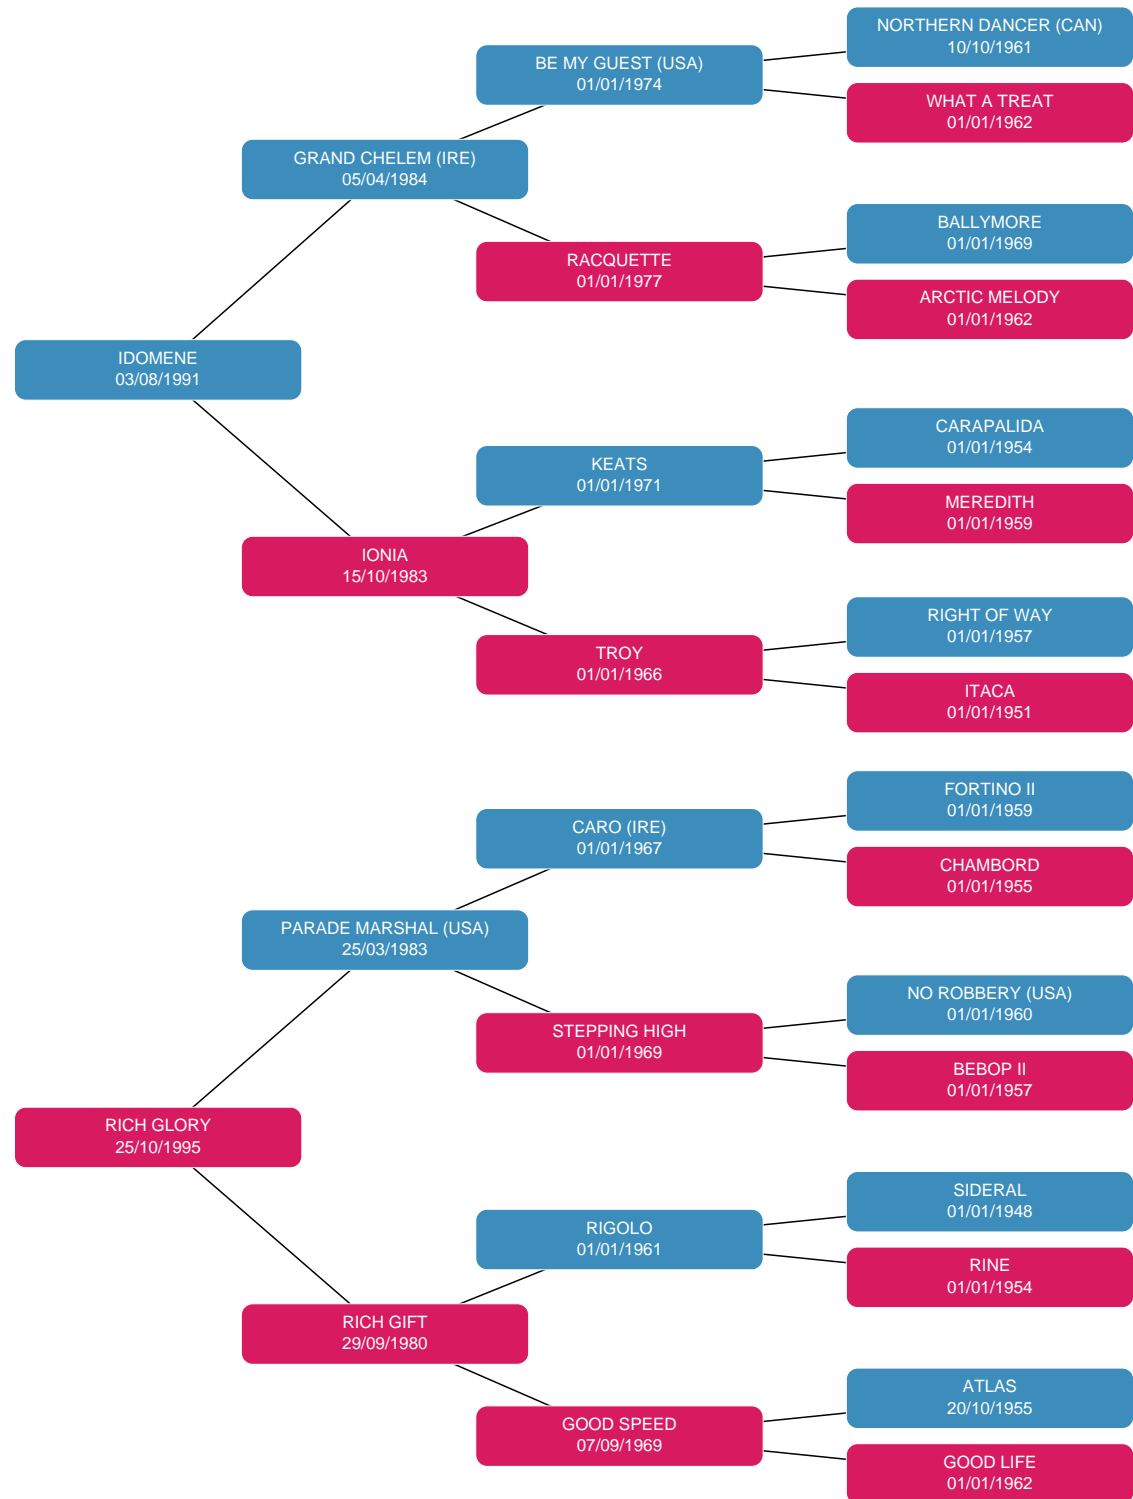 NORTHERN DANCER (CAN)
10/10/1961
BE MY GUEST (USA)
01/01/1974
WHAT A TREAT
01/01/1962
GRAND CHELEM (IRE)
05/04/1984
BALLYMORE
01/01/1969
RACQUETTE
01/01/1977
ARCTIC MELODY
01/01/1962
IDOMENE
03/08/1991
CARAPALIDA
01/01/1954
KEATS
01/01/1971
MEREDITH
01/01/1959
IONIA
15/10/1983
RIGHT OF WAY
01/01/1957
TROY
01/01/1966
ITACA
01/01/1951
FORTINO II
01/01/1959
CARO (IRE)
01/01/1967
CHAMBORD
01/01/1955
PARADE MARSHAL (USA)
25/03/1983
NO ROBBERY (USA)
01/01/1960
STEPPING HIGH
01/01/1969
BEBOP II
01/01/1957
RICH GLORY
25/10/1995
SIDERAL
01/01/1948
RIGOLO
01/01/1961
RINE
01/01/1954
RICH GIFT
29/09/1980
ATLAS
20/10/1955
GOOD SPEED
07/09/1969
GOOD LIFE
01/01/1962